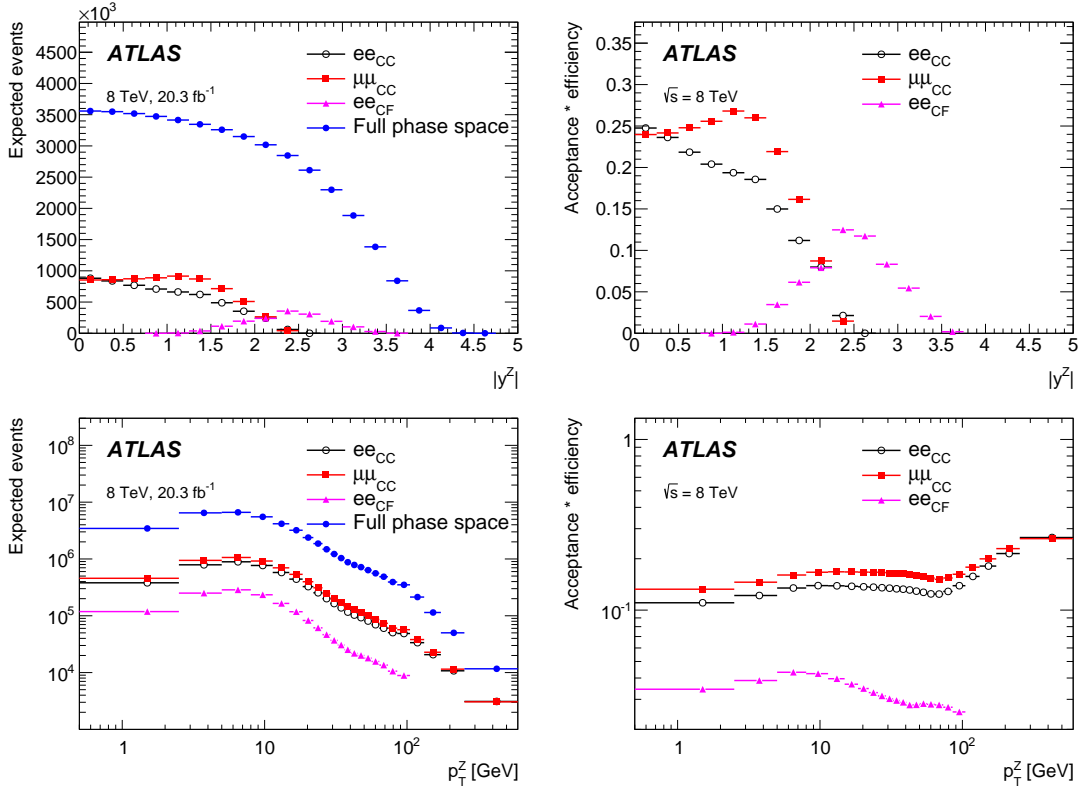 ×10³
Expected events
4500
4000
3500
3000
2500
2000
1500
1000
500
0
ATLAS
8 TeV, 20.3 fb⁻¹
ee_CC
μμ_CC
ee_CF
Full phase space
0 0.5 1 1.5 2 2.5 3 3.5 4 4.5 5
|y^Z|
Acceptance * efficiency
0.35
0.3
0.25
0.2
0.15
0.1
0.05
0
ATLAS
√s = 8 TeV
ee_CC
μμ_CC
ee_CF
0 0.5 1 1.5 2 2.5 3 3.5 4 4.5 5
|y^Z|
Expected events
10⁸
10⁷
10⁶
10⁵
10⁴
ATLAS
8 TeV, 20.3 fb⁻¹
ee_CC
μμ_CC
ee_CF
Full phase space
1 10 10²
p_T^Z [GeV]
Acceptance * efficiency
1
10⁻¹
ATLAS
√s = 8 TeV
ee_CC
μμ_CC
ee_CF
1 10 10²
p_T^Z [GeV]